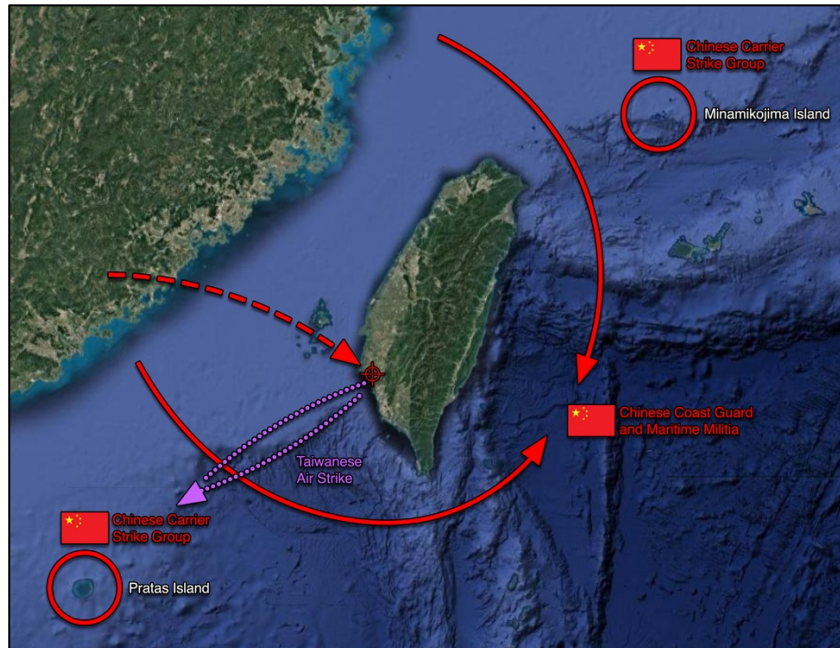 Chinese Carrier
Strike Group
Minamikojima Island
Chinese Coast Guard
and Maritime Militia
Taiwanese
Air Strike
Chinese Carrier
Strike Group
Pratas Island